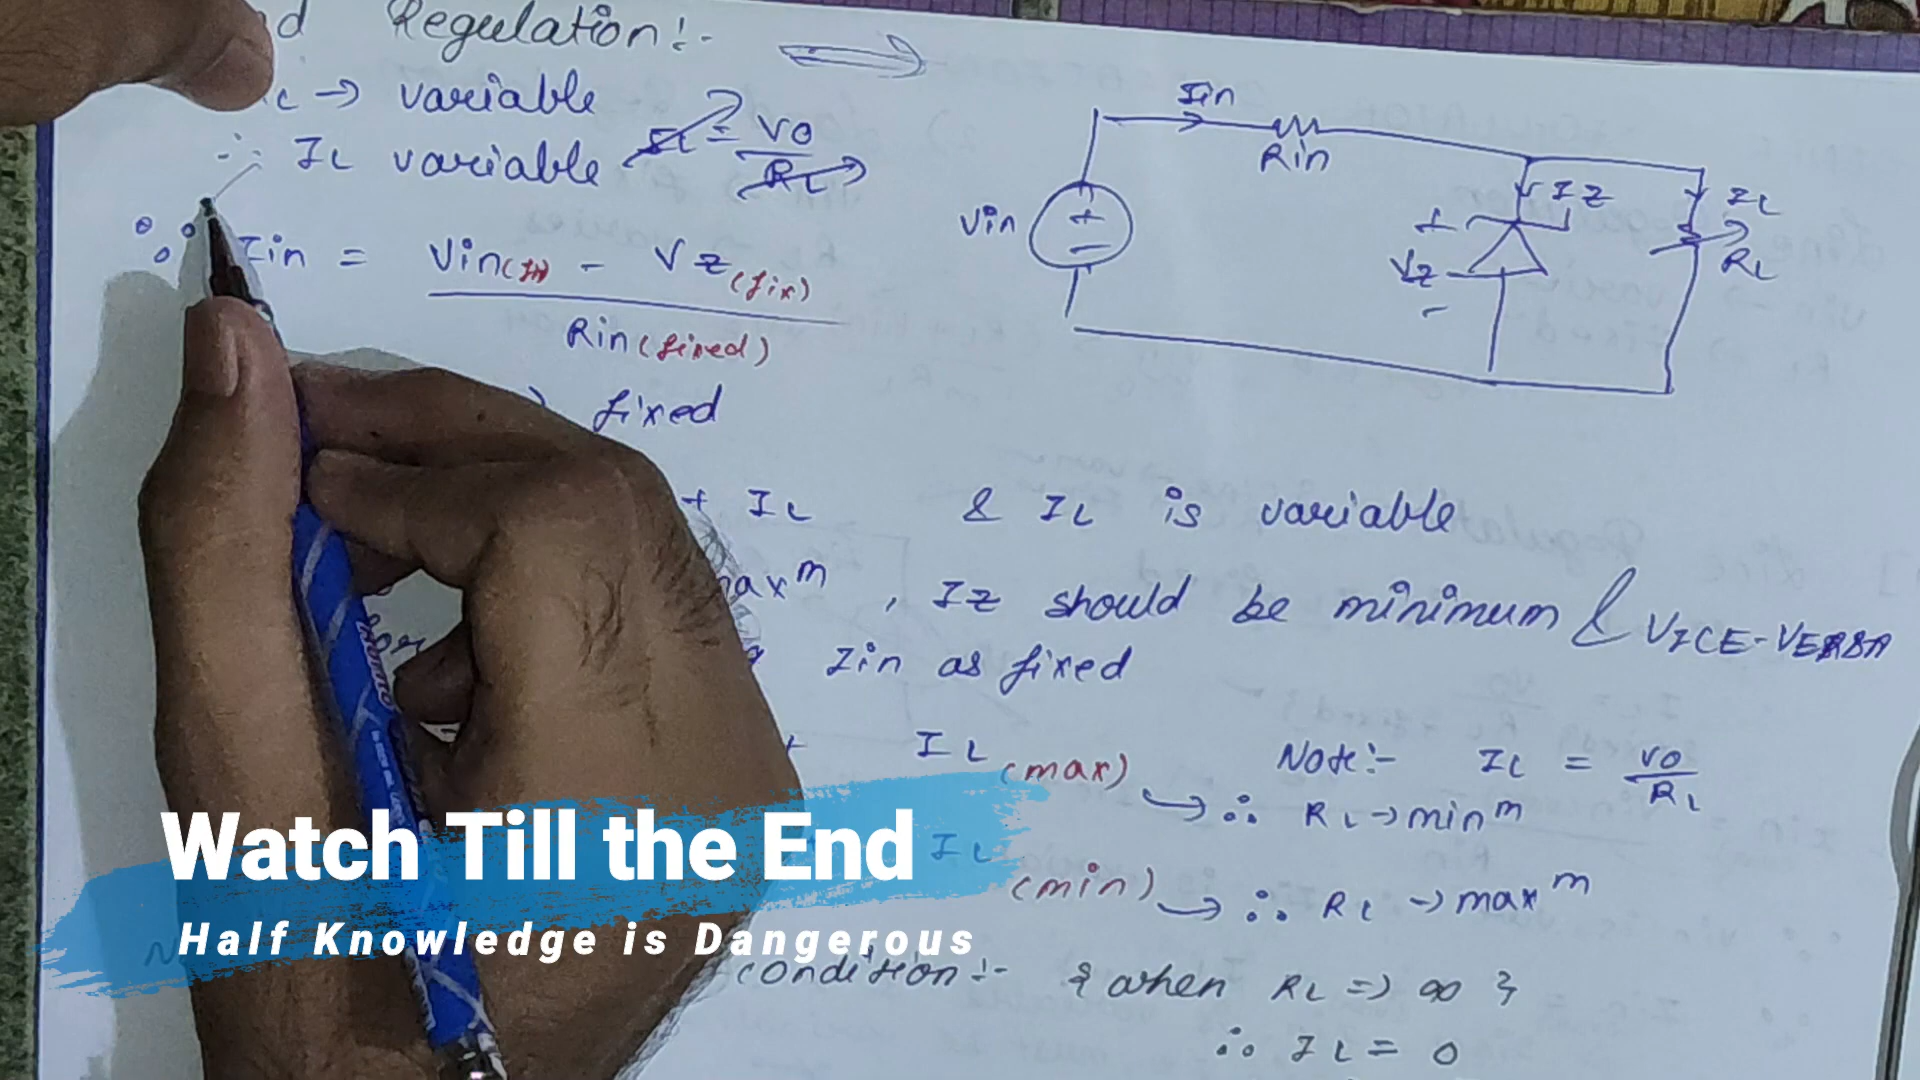 Regulation:-
→ variable
∴ IL variable IL = VO / RL
Iin = Vin(fix) - Vz(fix)
Rin (fixed)
fixed
+ IL & IL is variable
maxᵐ , Iz should be minimum & VICE-VERSA
Iin as fixed
IL (max) ↪ ∴ RL → minᵐ
Note:- IL = VO / RL
IL (min) ↪ ∴ RL → maxᵐ
condition:- { when RL => ∞ }
∴ IL = 0
Iin
Rin
Vin
+
-
Iz
+
Vz
-
IL
RL
Watch Till the End
Half Knowledge is Dangerous